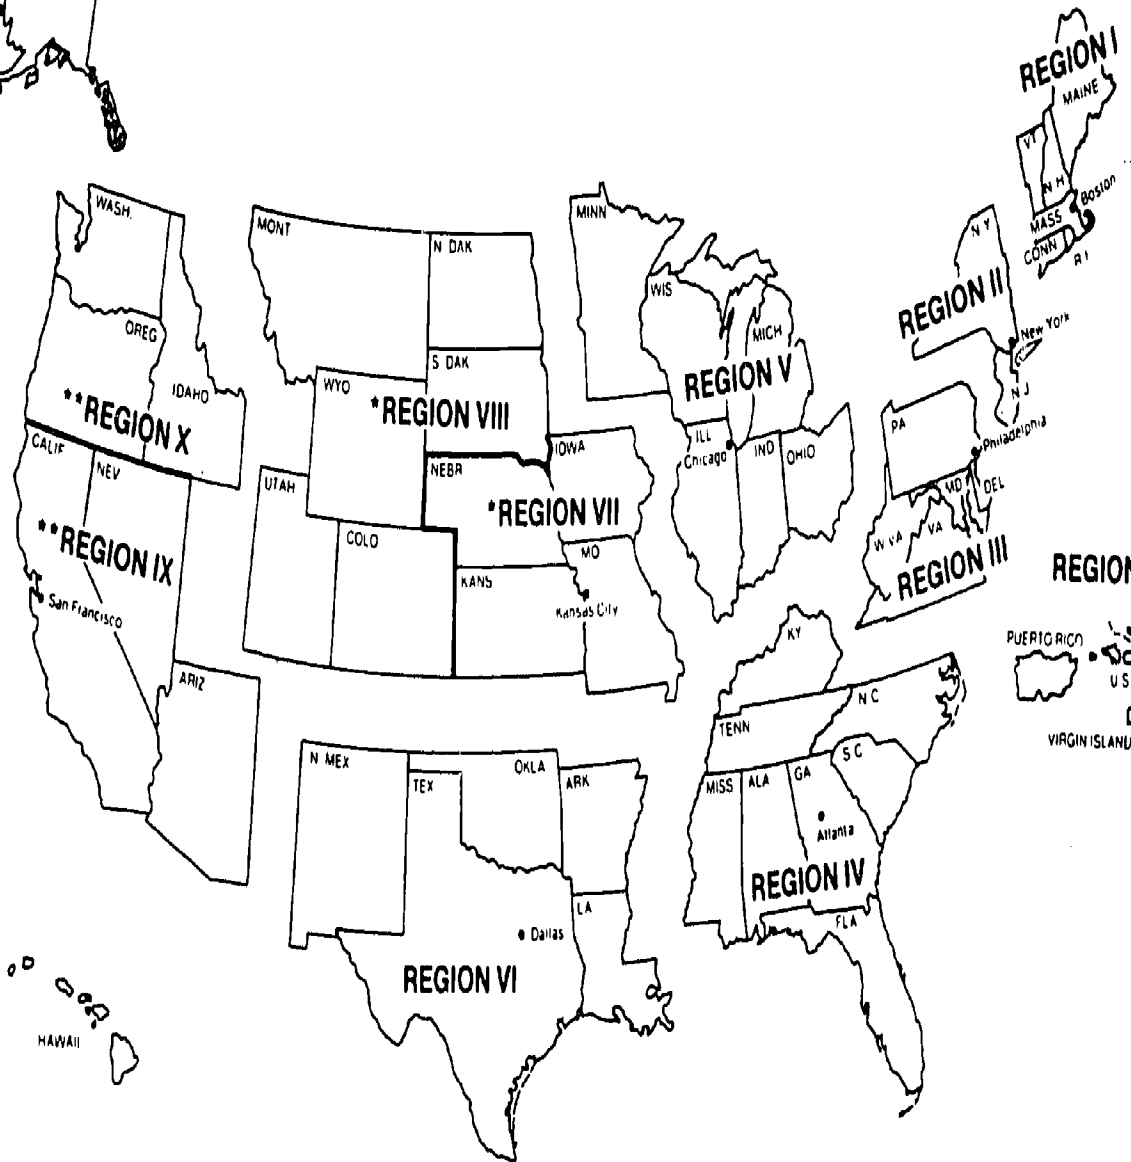 REGION I
MAINE
VT
N H
Boston
MASS
CONN
R I
WASH.
MONT
N DAK
MINN
N Y
REGION II
New York
N J
WIS
MICH
OREG
S DAK
IDAHO
WYO
REGION V
**REGION X
*REGION VIII
CALIF
NEV
UTAH
NEBR
IOWA
ILL
Chicago
IND
OHIO
PA
Philadelphia
MD
DEL
W VA
VA
REGION III
*REGION VII
**REGION IX
COLO
KANS
MO
Kansas City
San Francisco
REGION
PUERTO RICO
U S
VIRGIN ISLAND
KY
ARIZ
TENN
N C
S C
N MEX
OKLA
TEX
ARK
MISS
ALA
GA
Atlanta
REGION IV
LA
FLA
Dallas
REGION VI
HAWAII